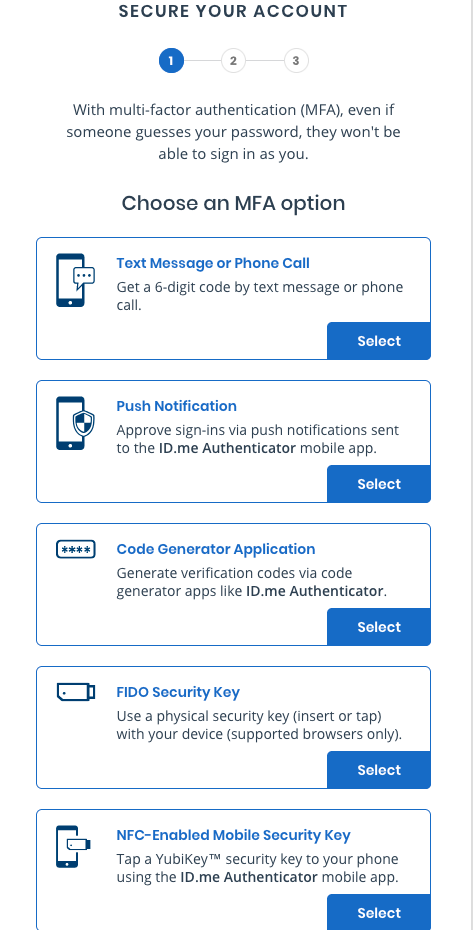 SECURE YOUR ACCOUNT
1 2 3
With multi-factor authentication (MFA), even if
someone guesses your password, they won't be
able to sign in as you.
Choose an MFA option
Text Message or Phone Call
Get a 6-digit code by text message or phone
call.
Select
Push Notification
Approve sign-ins via push notifications sent
to the ID.me Authenticator mobile app.
Select
****
Code Generator Application
Generate verification codes via code
generator apps like ID.me Authenticator.
Select
FIDO Security Key
Use a physical security key (insert or tap)
with your device (supported browsers only).
Select
NFC-Enabled Mobile Security Key
Tap a YubiKey™ security key to your phone
using the ID.me Authenticator mobile app.
Select